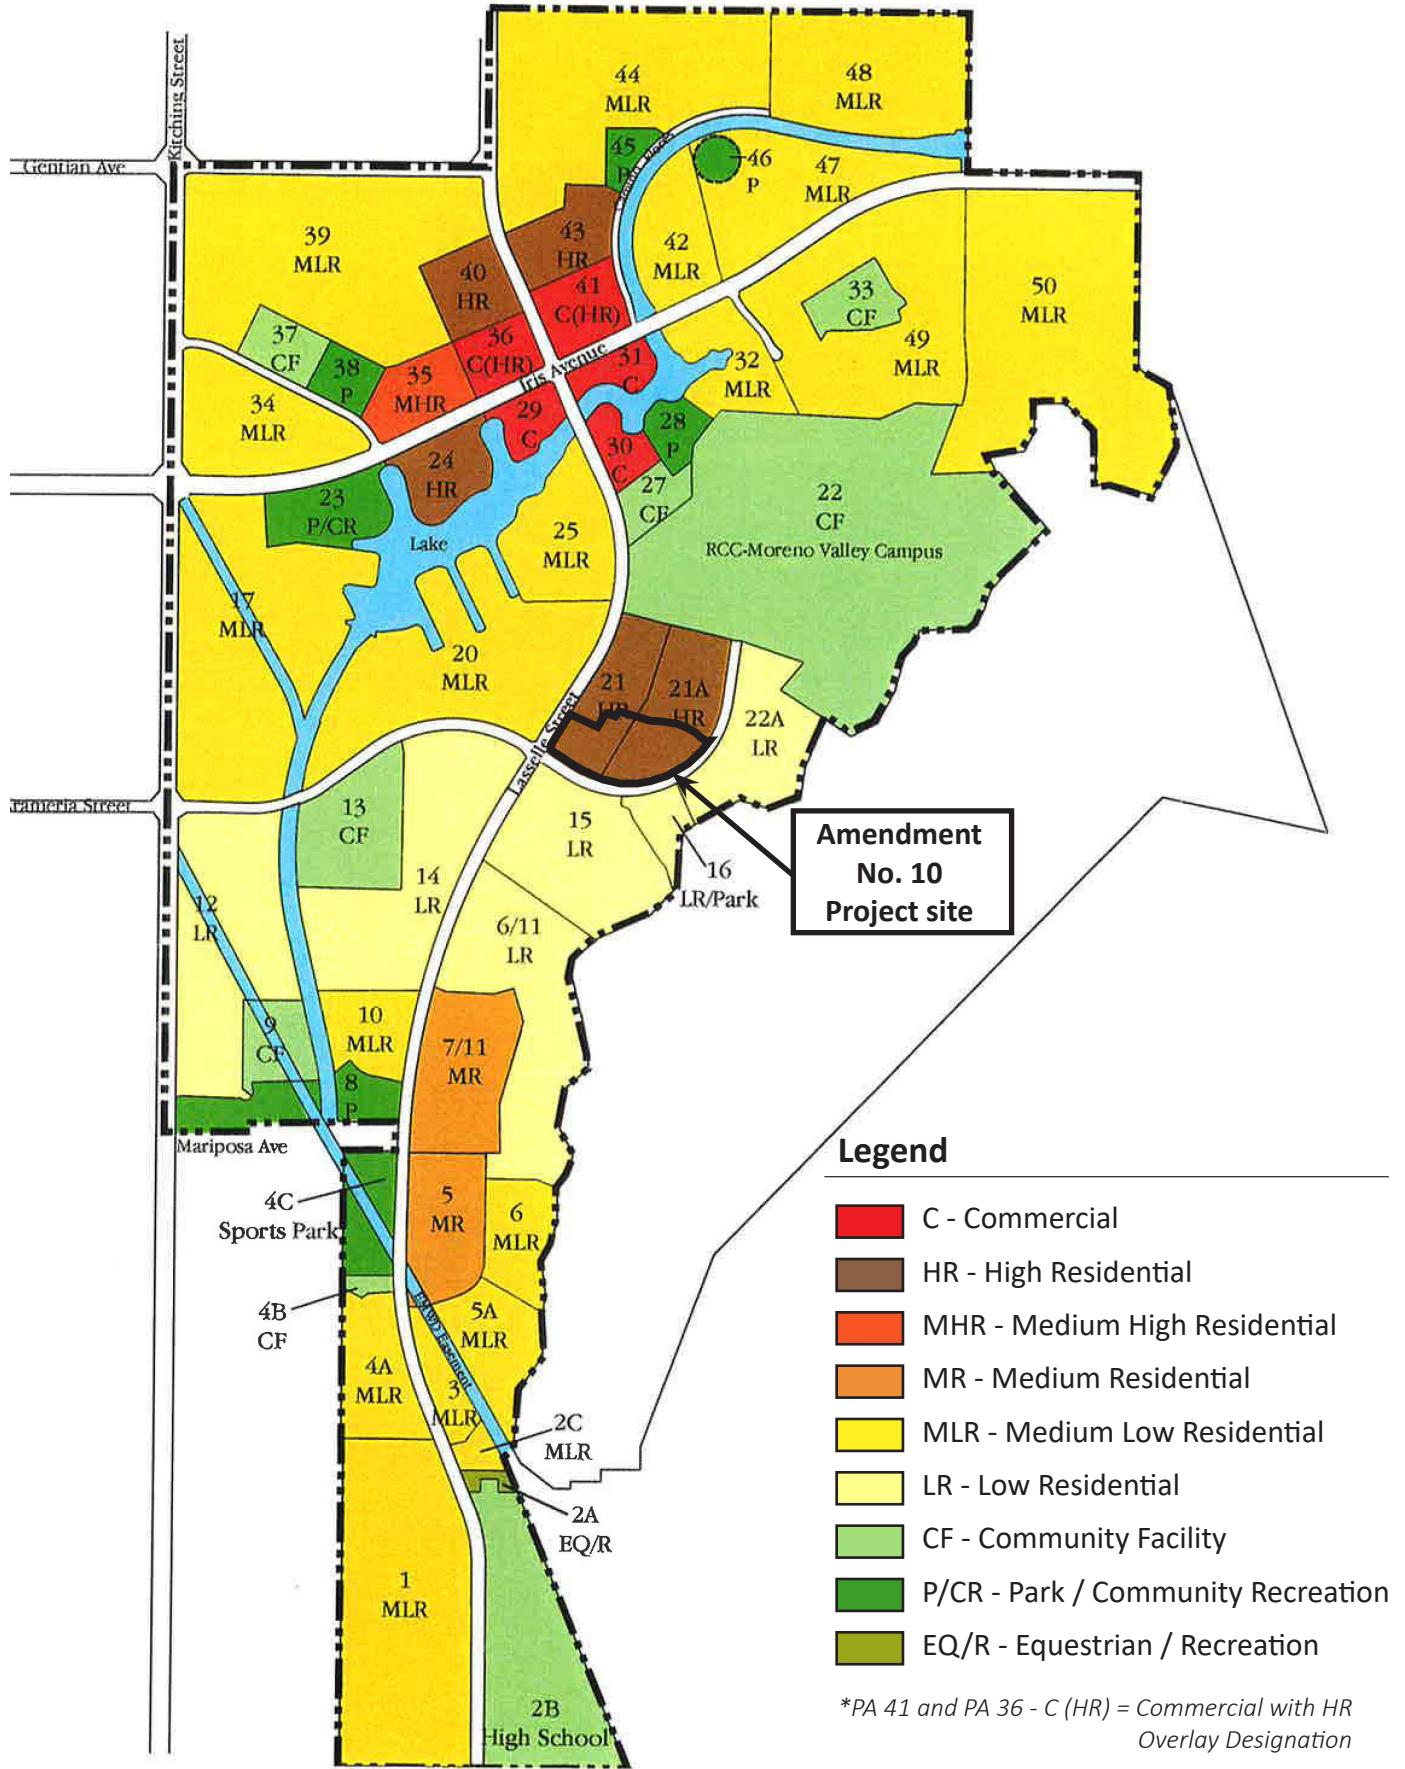 Kitching Street
Gentian Ave
44
MLR
48
MLR
45
P
46
P
47
MLR
39
MLR
43
HR
42
MLR
40
HR
41
C(HR)
33
CF
50
MLR
37
CF
38
P
36
C(HR)
35
MHR
Iris Avenue
31
C
32
MLR
49
MLR
34
MLR
29
C
30
C
28
P
24
HR
27
CF
22
CF
RCC-Moreno Valley Campus
23
P/CR
Lake
25
MLR
17
MLR
20
MLR
21
HR
21A
HR
22A
LR
Lasselle Street
rameria Street
13
CF
15
LR
14
LR
16
LR/Park
Amendment
No. 10
Project site
12
LR
6/11
LR
9
CF
10
MLR
7/11
MR
8
P
Mariposa Ave
4C
Sports Park
5
MR
6
MLR
4B
CF
5A
MLR
EMWD Easement
4A
MLR
3
MLR
2C
MLR
2A
EQ/R
1
MLR
2B
High School
Legend
C - Commercial
HR - High Residential
MHR - Medium High Residential
MR - Medium Residential
MLR - Medium Low Residential
LR - Low Residential
CF - Community Facility
P/CR - Park / Community Recreation
EQ/R - Equestrian / Recreation
*PA 41 and PA 36 - C (HR) = Commercial with HR
Overlay Designation